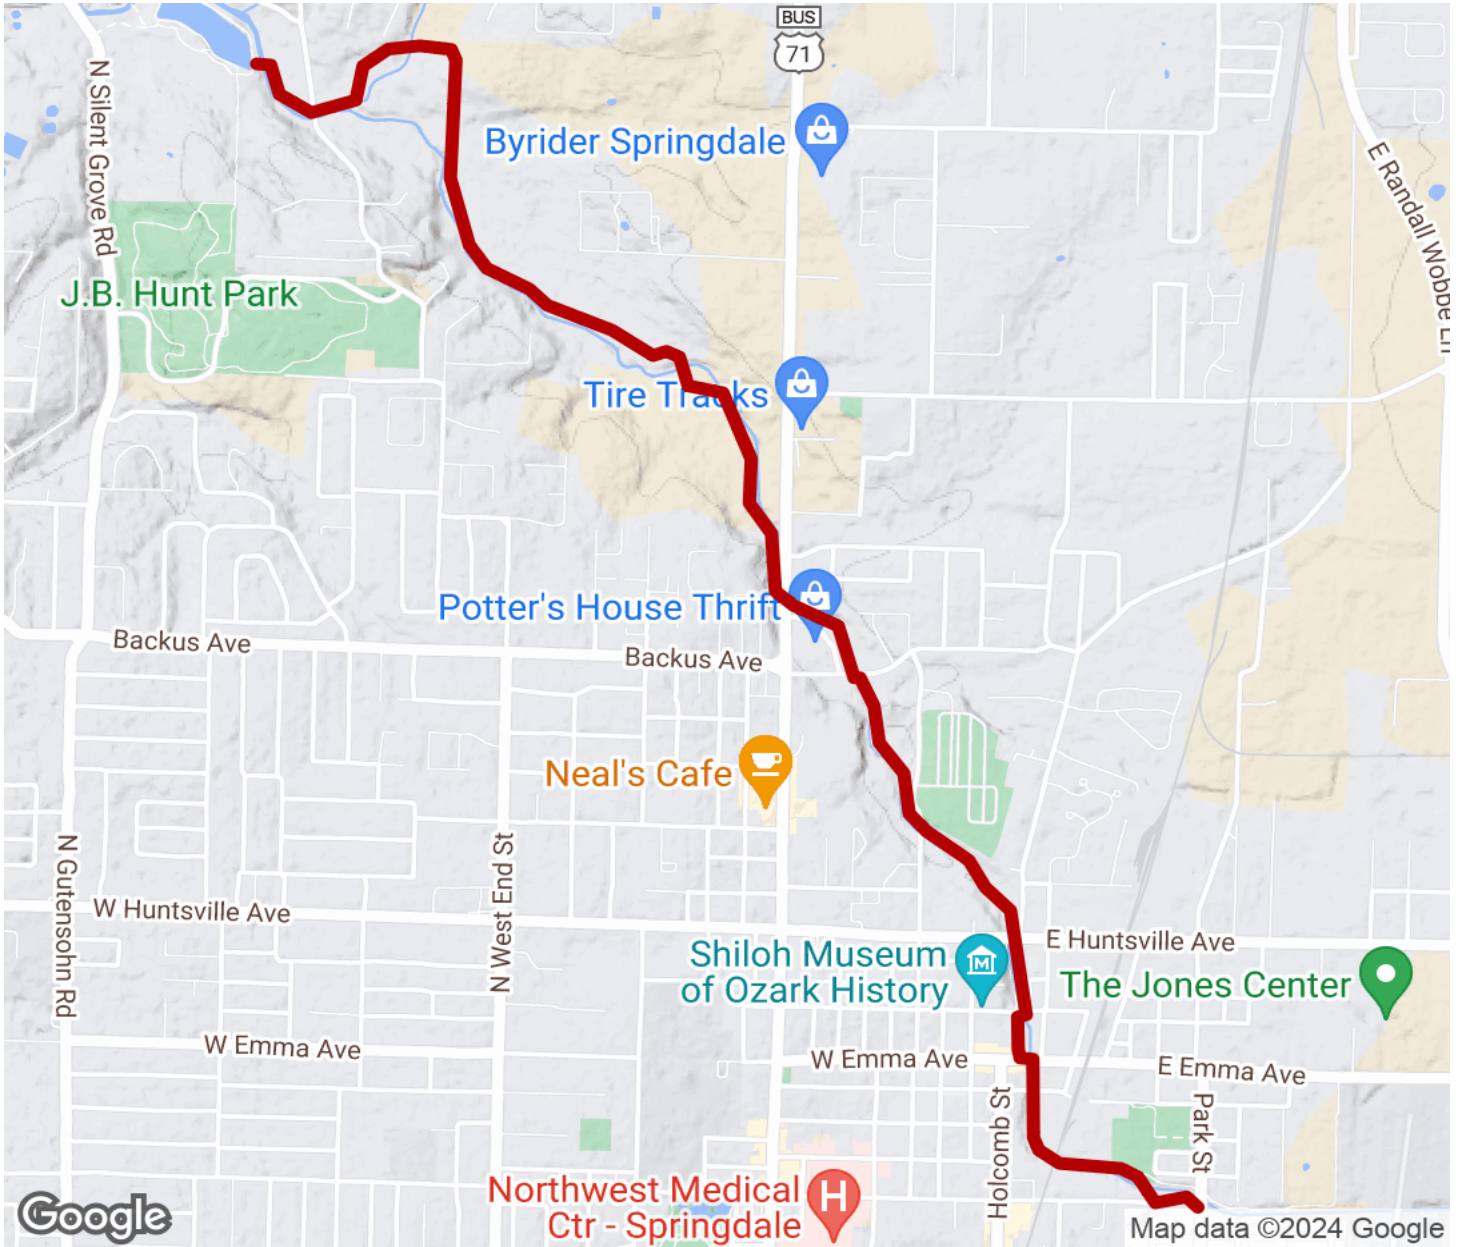 BUS
71
N Silent Grove Rd
Byrider Springdale
E Randall Wobbe Ln
J.B. Hunt Park
Tire Tracks
Potter's House Thrift
Backus Ave
Backus Ave
Neal's Cafe
N Gutensohn Rd
N West End St
W Huntsville Ave
E Huntsville Ave
Shiloh Museum
of Ozark History
M
The Jones Center
W Emma Ave
W Emma Ave
E Emma Ave
Holcomb St
Park St
Northwest Medical
Ctr - Springdale
H
Google
Map data ©2024 Google